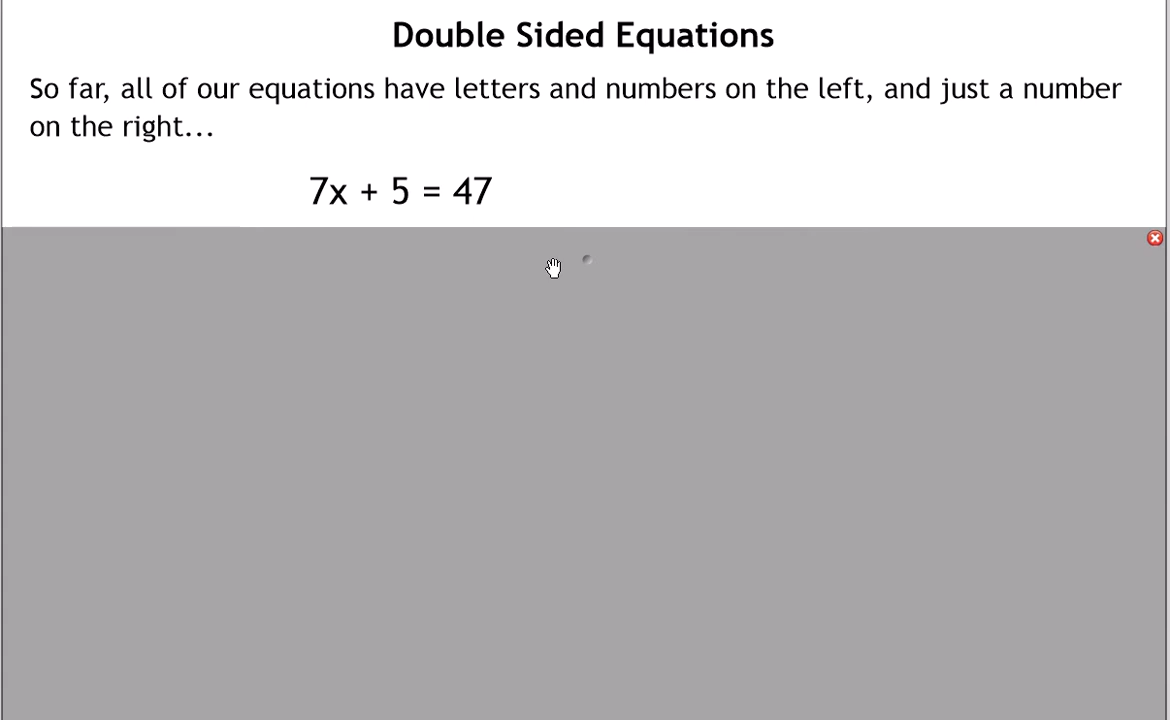 Double Sided Equations
So far, all of our equations have letters and numbers on the left, and just a number
on the right...
7x + 5 = 47